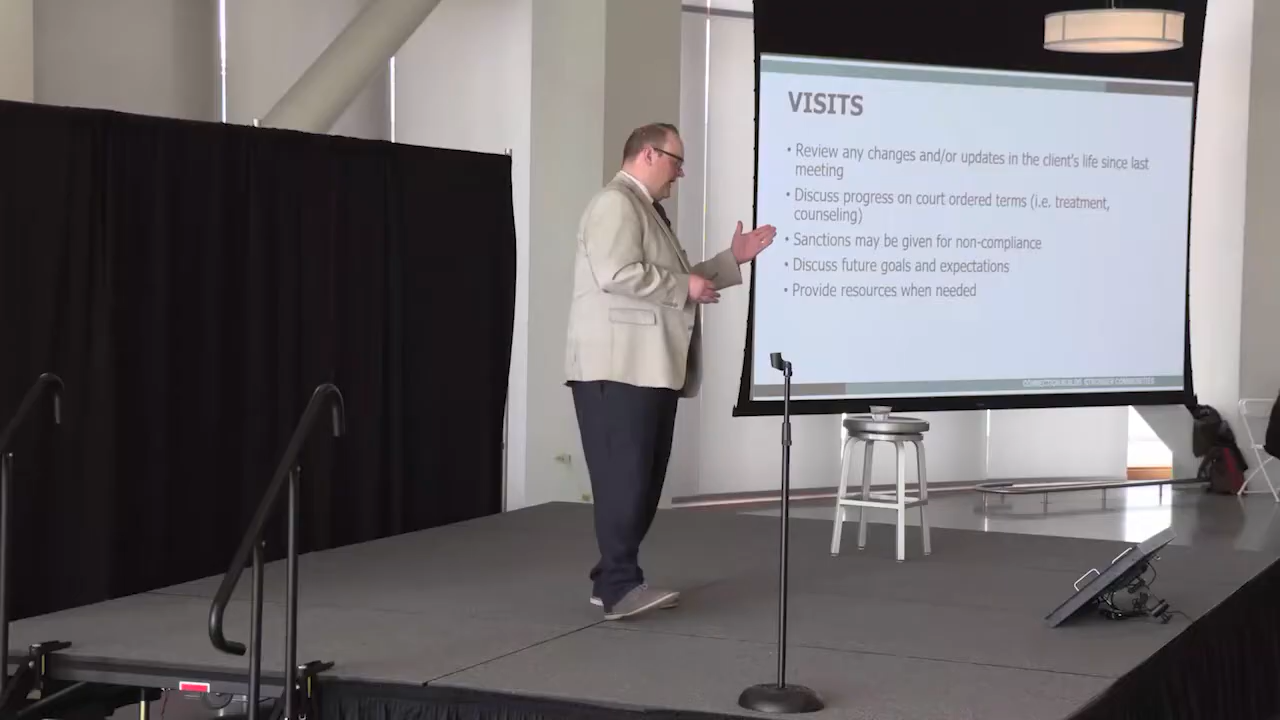 VISITS
• Review any changes and/or updates in the client's life since last
meeting
• Discuss progress on court ordered terms (i.e. treatment,
counseling)
• Sanctions may be given for non-compliance
• Discuss future goals and expectations
• Provide resources when needed
STRONGER COMMUNITIES